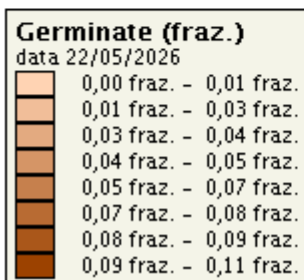 Germinate (fraz.)
data 22/05/2026
0,00 fraz. - 0,01 fraz.
0,01 fraz. - 0,03 fraz.
0,03 fraz. - 0,04 fraz.
0,04 fraz. - 0,05 fraz.
0,05 fraz. - 0,07 fraz.
0,07 fraz. - 0,08 fraz.
0,08 fraz. - 0,09 fraz.
0,09 fraz. - 0,11 fraz.